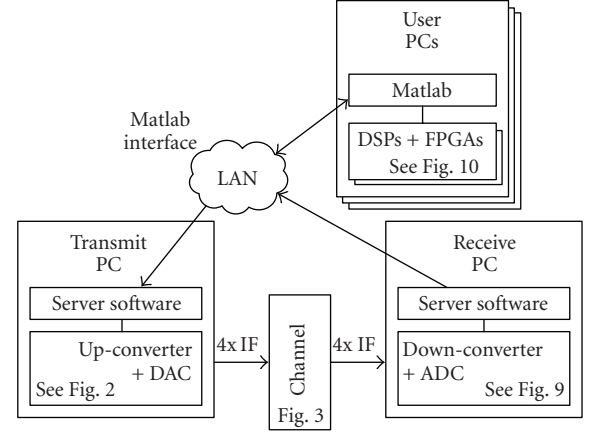 User
PCs
Matlab
DSPs + FPGAs
See Fig. 10
Matlab
interface
LAN
Transmit
PC
Server software
Up-converter
+ DAC
See Fig. 2
4x IF
Channel
Fig. 3
4x IF
Receive
PC
Server software
Down-converter
+ ADC
See Fig. 9